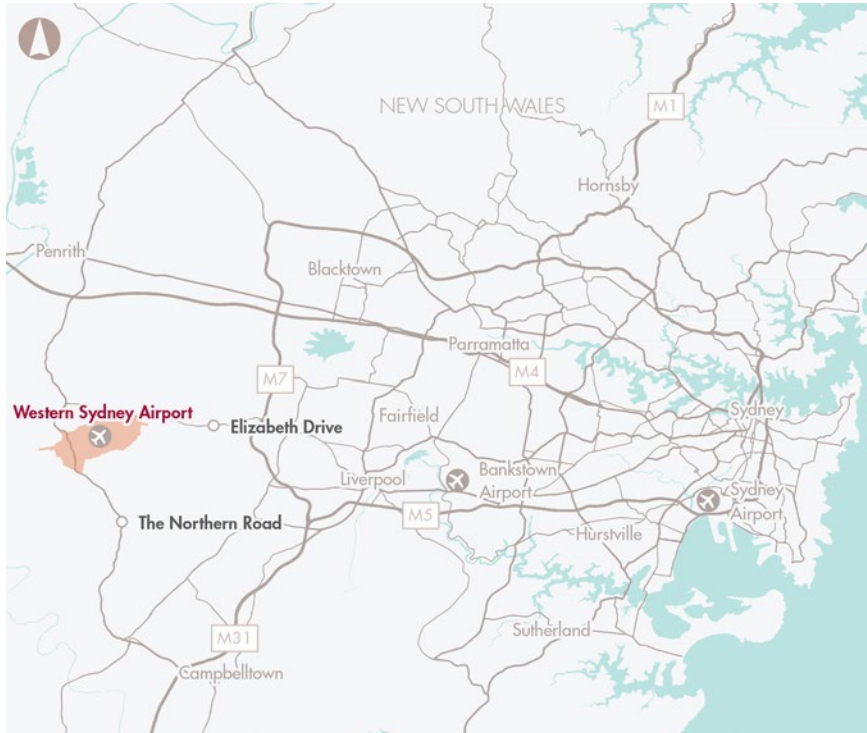 NEW SOUTH WALES
M1
Hornsby
Penrith
Blacktown
Parramatta
M7
M4
Western Sydney Airport
Elizabeth Drive
Fairfield
Sydney
Liverpool
Bankstown
Airport
Sydney
Airport
M5
The Northern Road
Hurstville
Sutherland
M31
Campbelltown